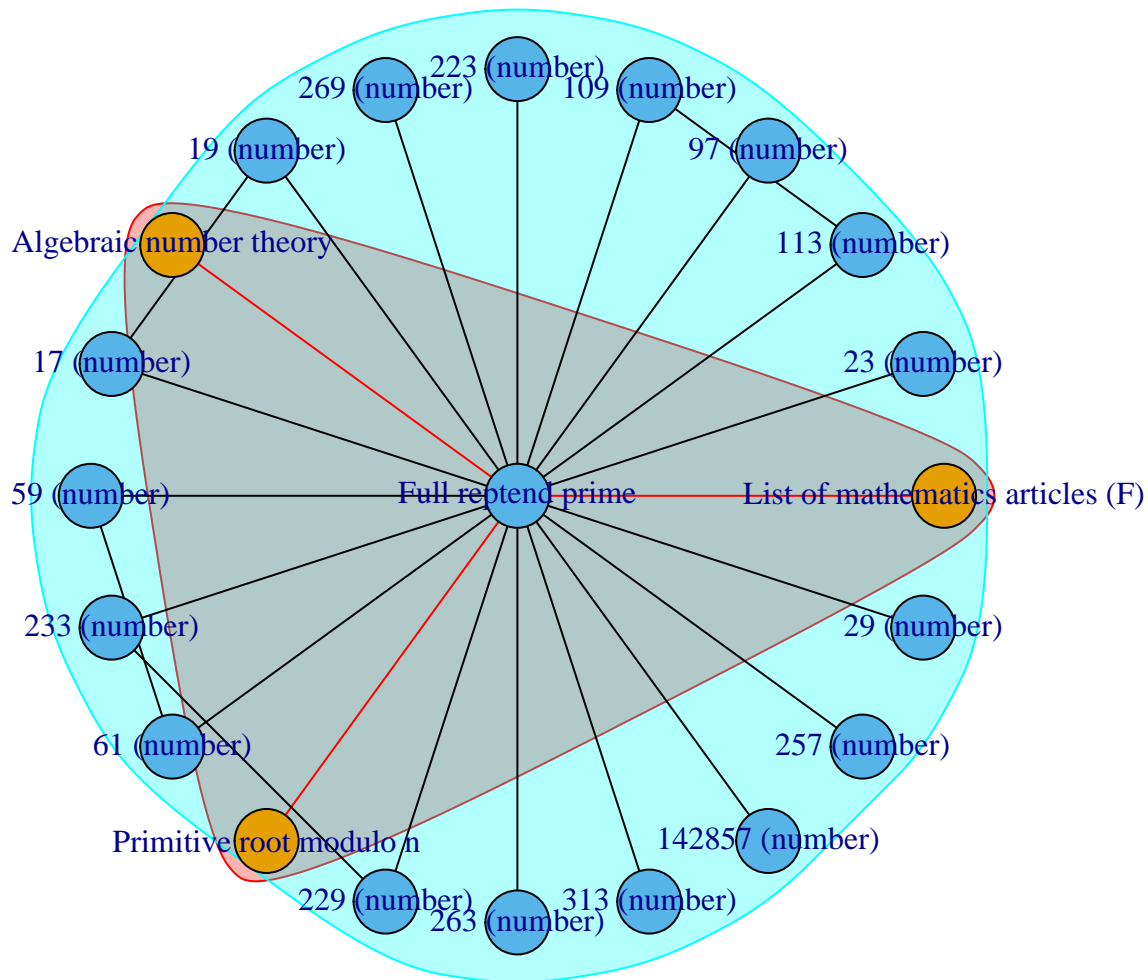 223 (number)
269 (number)
109 (number)
19 (number)
97 (number)
Algebraic number theory
113 (number)
17 (number)
23 (number)
59 (number)
Full reptend prime
List of mathematics articles (F)
233 (number)
29 (number)
61 (number)
257 (number)
Primitive root modulo n
142857 (number)
229 (number)
313 (number)
263 (number)